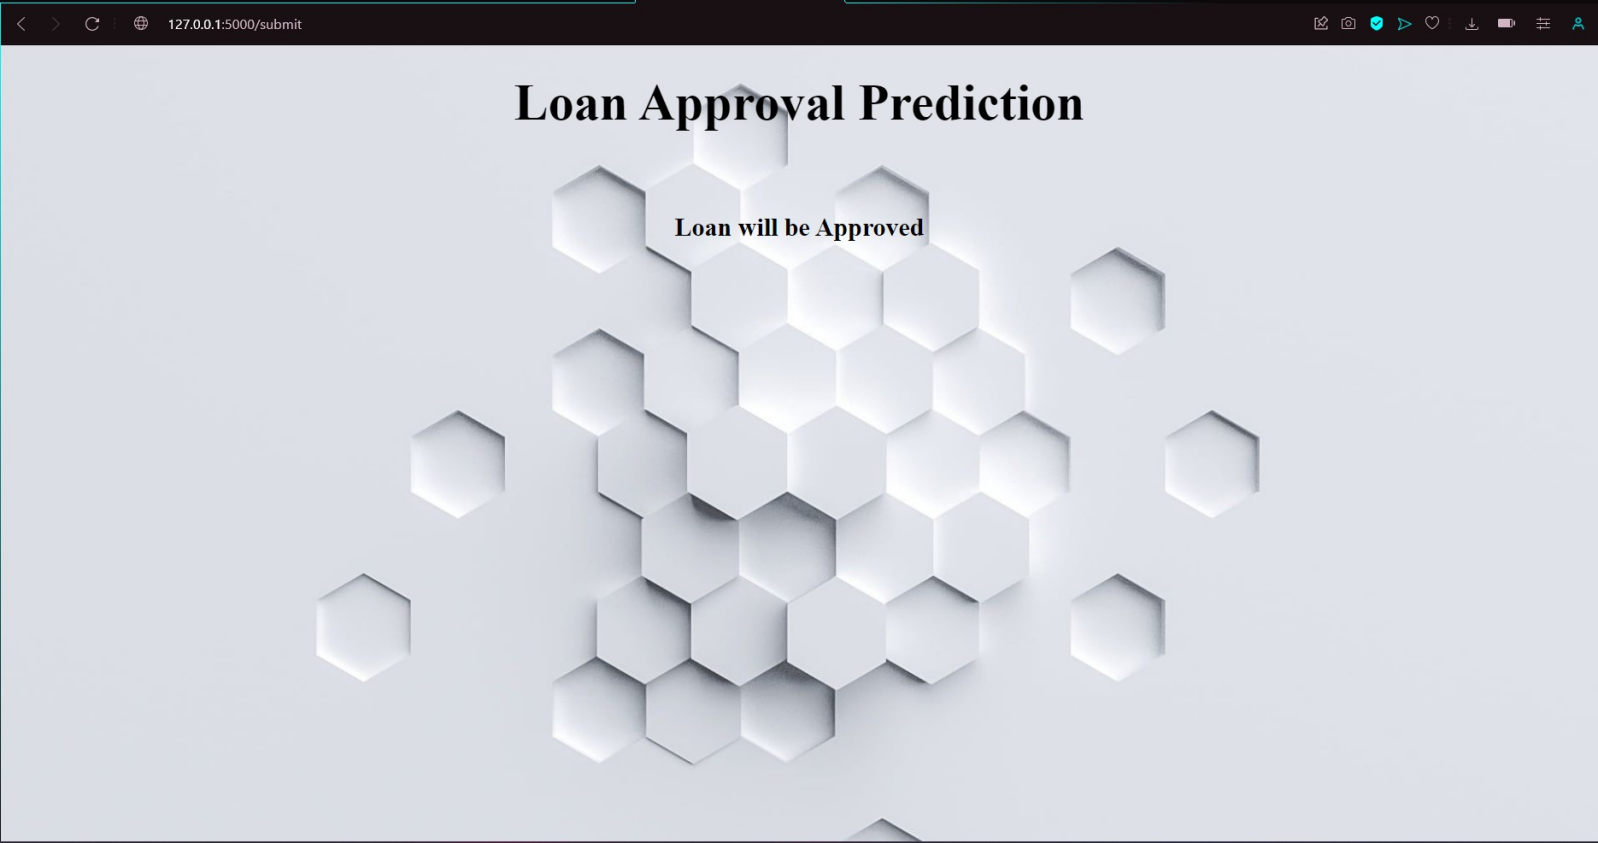 127.0.0.1:5000/submit
Loan Approval Prediction
Loan will be Approved